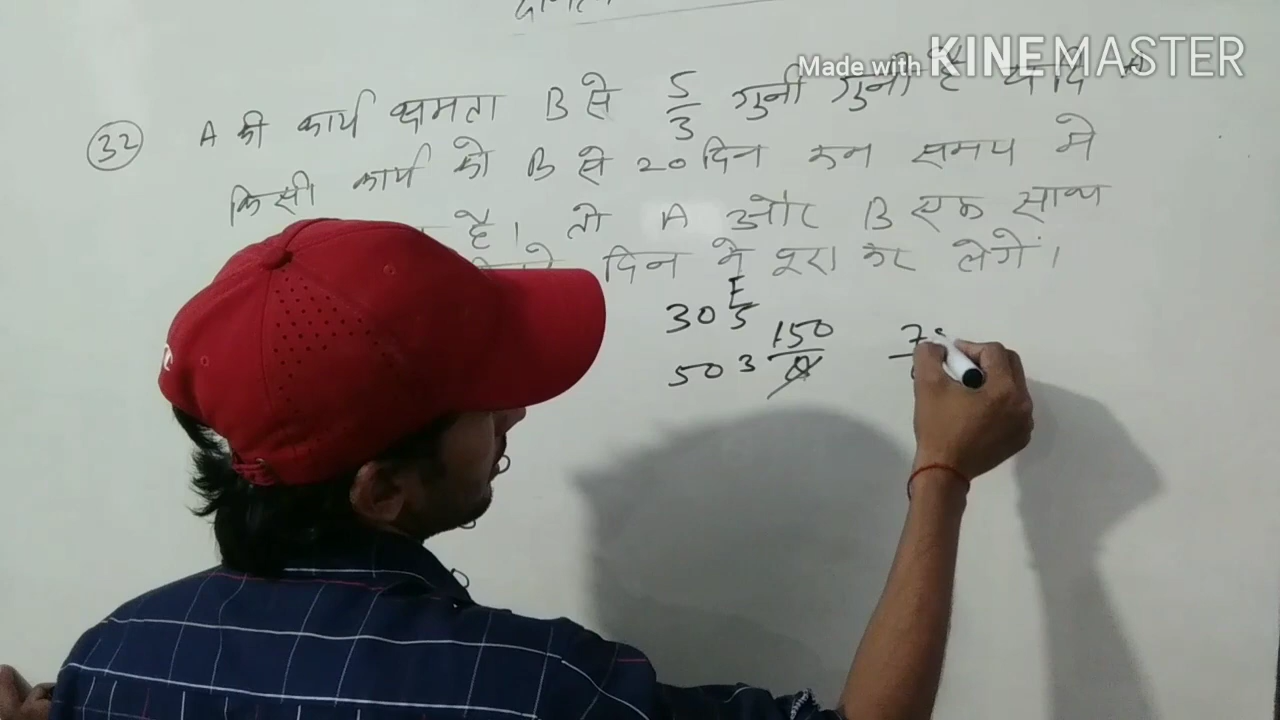 Made with KINEMASTER
32 A की कार्य क्षमता B से 5/3 गुनी गुनी है यदि A
किसी कार्य को B से 20 दिन कम समय मे
है। तो A और B एक साथ
दिन मे पूरा कर लेगें।
E
30 5
150
50 3